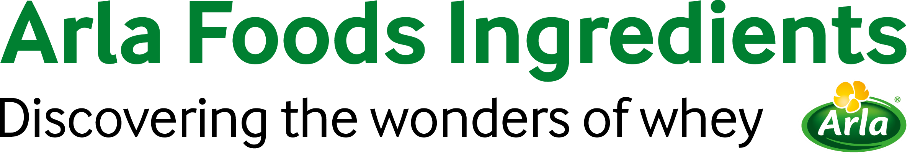 Arla Foods Ingredients
Discovering the wonders of whey
Arla®